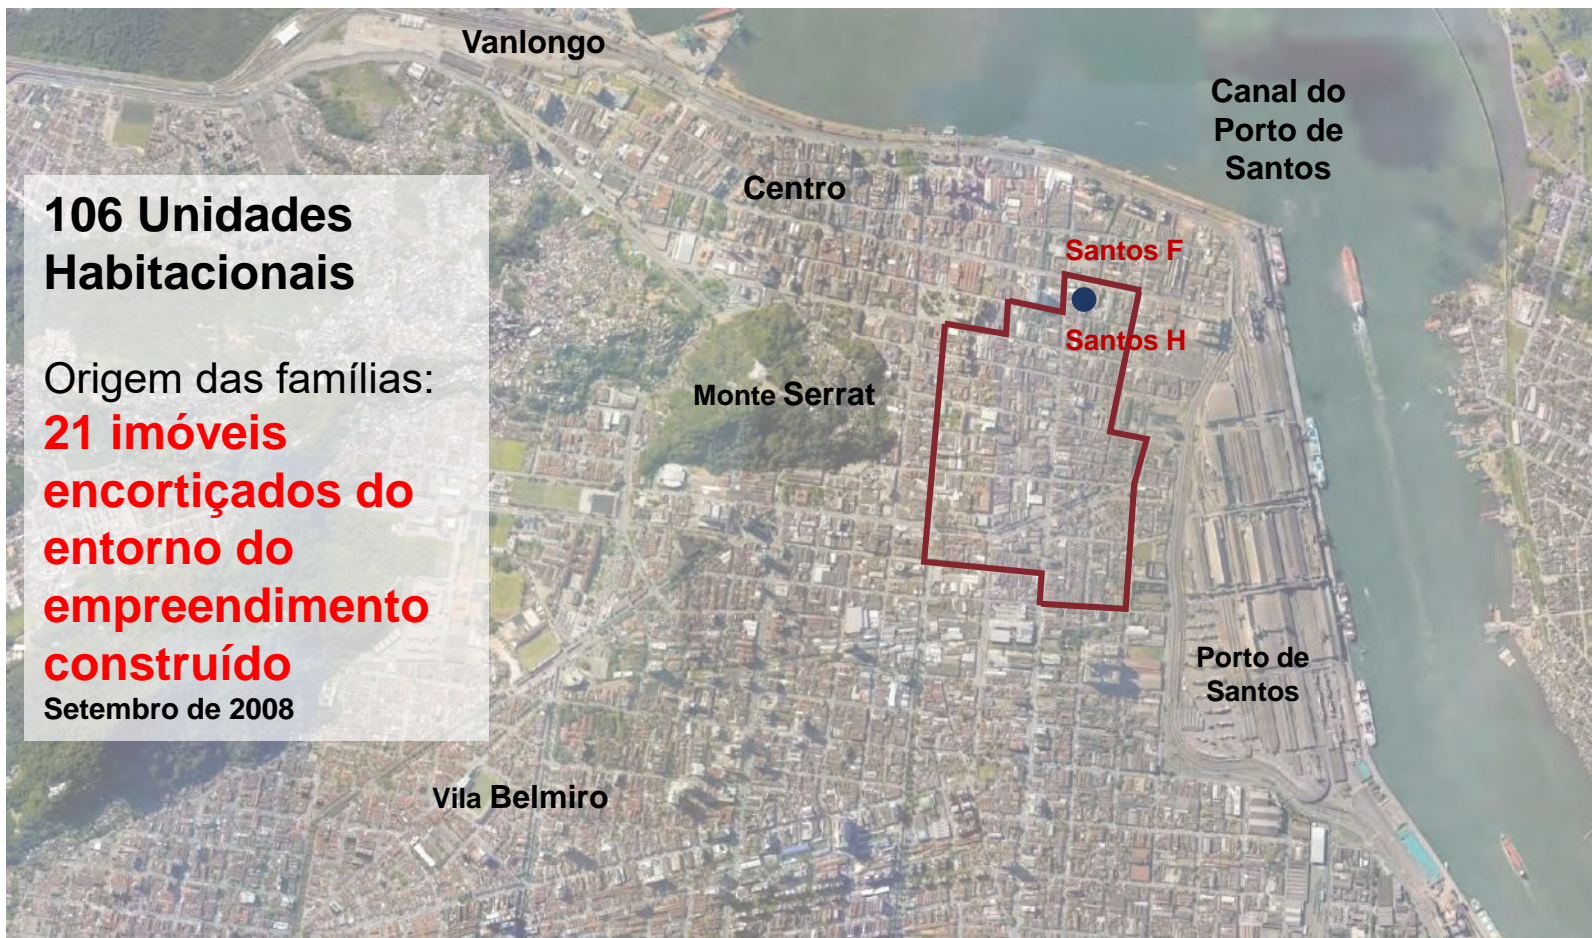 Vanlongo
Canal do
Porto de
Santos
Centro
106 Unidades
Habitacionais
Santos F
Santos H
Origem das famílias:
21 imóveis
encortiçados do
entorno do
empreendimento
construído
Setembro de 2008
Monte Serrat
Porto de
Santos
Vila Belmiro